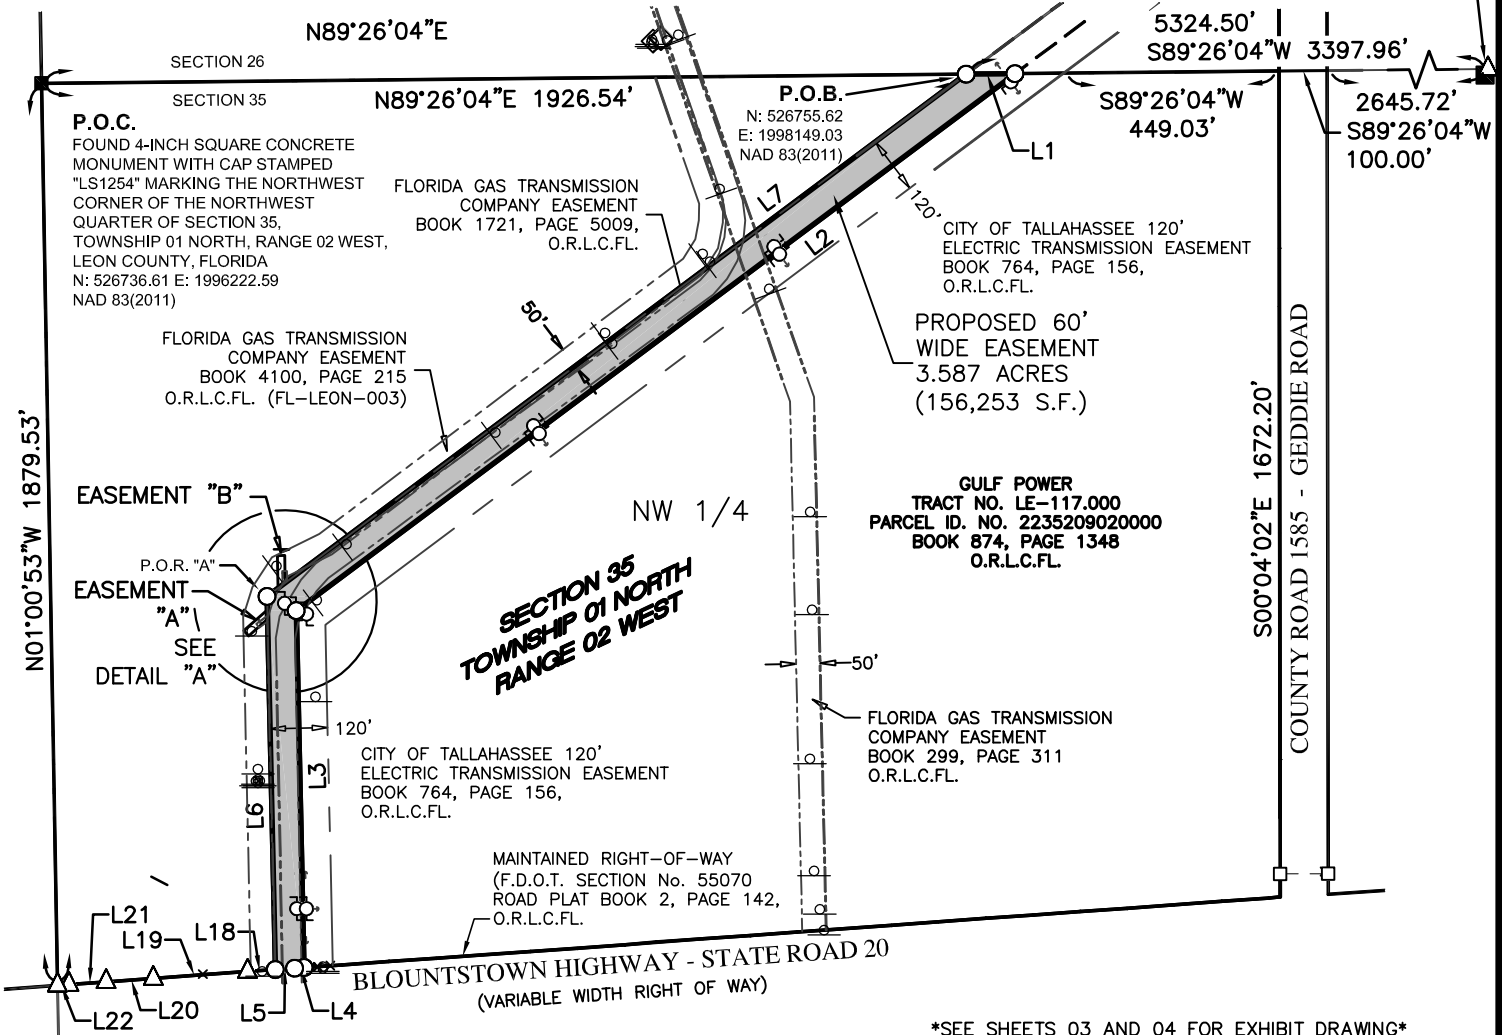 N89°26'04"E
SECTION 26
SECTION 35
N89°26'04"E 1926.54'
5324.50'
S89°26'04"W 3397.96'
S89°26'04"W
449.03'
2645.72'
S89°26'04"W
100.00'
P.O.C.
FOUND 4-INCH SQUARE CONCRETE
MONUMENT WITH CAP STAMPED
"LS1254" MARKING THE NORTHWEST
CORNER OF THE NORTHWEST
QUARTER OF SECTION 35,
TOWNSHIP 01 NORTH, RANGE 02 WEST,
LEON COUNTY, FLORIDA
N: 526736.61 E: 1996222.59
NAD 83(2011)
P.O.B.
N: 526755.62
E: 1998149.03
NAD 83(2011)
L1
FLORIDA GAS TRANSMISSION
COMPANY EASEMENT
BOOK 1721, PAGE 5009,
O.R.L.C.FL.
L7
L2
120'
CITY OF TALLAHASSEE 120'
ELECTRIC TRANSMISSION EASEMENT
BOOK 764, PAGE 156,
O.R.L.C.FL.
50'
FLORIDA GAS TRANSMISSION
COMPANY EASEMENT
BOOK 4100, PAGE 215
O.R.L.C.FL. (FL-LEON-003)
PROPOSED 60'
WIDE EASEMENT
3.587 ACRES
(156,253 S.F.)
N01°00'53"W 1879.53'
S00°04'02"E 1672.20'
COUNTY ROAD 1585 - GEDDIE ROAD
EASEMENT "B"
P.O.R. "A"
EASEMENT
"A"
SEE
DETAIL "A"
NW 1/4
GULF POWER
TRACT NO. LE-117.000
PARCEL ID. NO. 2235209020000
BOOK 874, PAGE 1348
O.R.L.C.FL.
SECTION 35
TOWNSHIP 01 NORTH
RANGE 02 WEST
50'
FLORIDA GAS TRANSMISSION
COMPANY EASEMENT
BOOK 299, PAGE 311
O.R.L.C.FL.
120'
L3
L6
CITY OF TALLAHASSEE 120'
ELECTRIC TRANSMISSION EASEMENT
BOOK 764, PAGE 156,
O.R.L.C.FL.
MAINTAINED RIGHT-OF-WAY
(F.D.O.T. SECTION No. 55070
ROAD PLAT BOOK 2, PAGE 142,
O.R.L.C.FL.
L21
L19
L18
L22
L20
L5
L4
BLOUNTSTOWN HIGHWAY - STATE ROAD 20
(VARIABLE WIDTH RIGHT OF WAY)
*SEE SHEETS 03 AND 04 FOR EXHIBIT DRAWING*